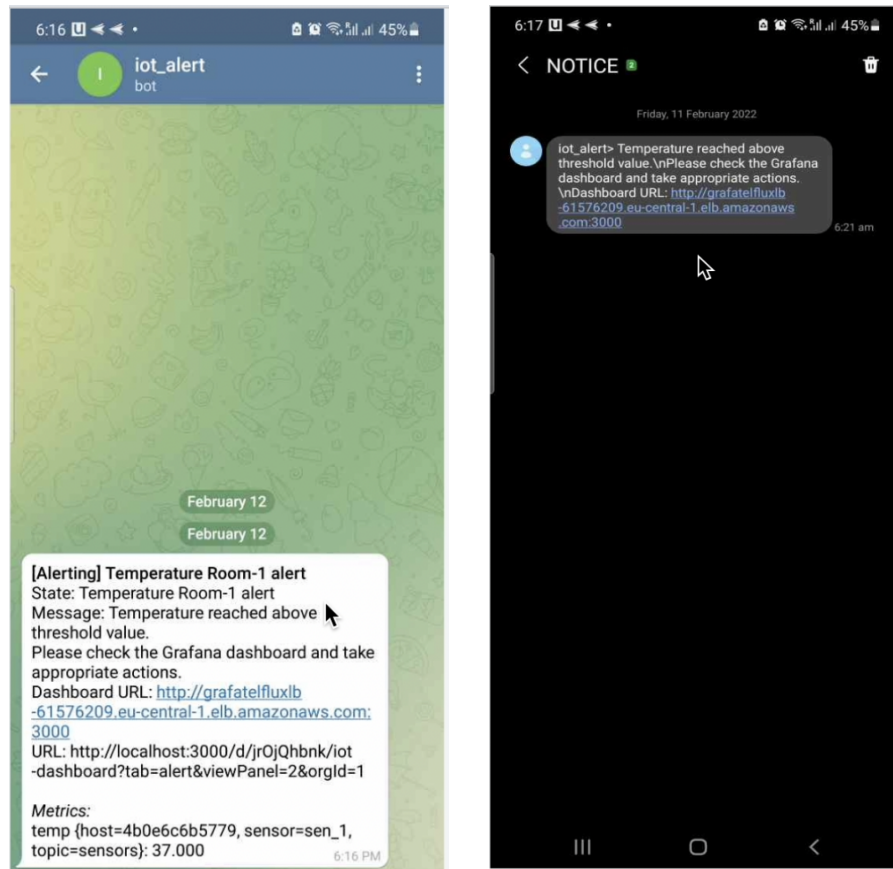 6:16
45%
I
iot_alert
bot
February 12
February 12
[Alerting] Temperature Room-1 alert
State: Temperature Room-1 alert
Message: Temperature reached above
threshold value.
Please check the Grafana dashboard and take
appropriate actions.
Dashboard URL: http://grafatelfluxlb
-61576209.eu-central-1.elb.amazonaws.com:
3000
URL: http://localhost:3000/d/jrOjQhbnk/iot
-dashboard?tab=alert&viewPanel=2&orgId=1
Metrics:
temp {host=4b0e6c6b5779, sensor=sen_1,
topic=sensors}: 37.000
6:16 PM
6:17
45%
NOTICE 2
Friday, 11 February 2022
iot_alert> Temperature reached above
threshold value.\nPlease check the Grafana
dashboard and take appropriate actions.
\nDashboard URL: http://grafatelfluxlb
-61576209.eu-central-1.elb.amazonaws
.com:3000
6:21 am